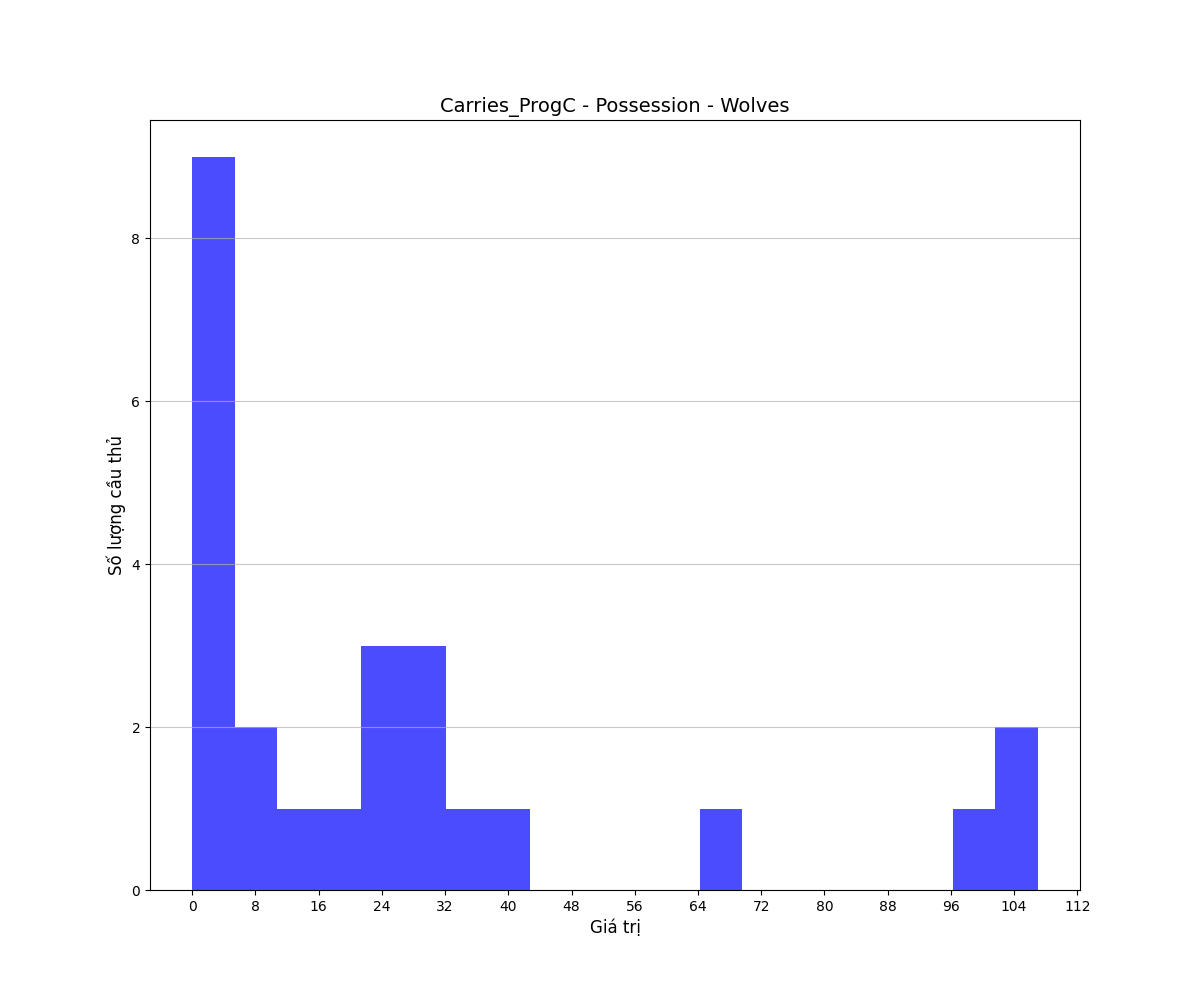 Carries_ProgC - Possession - Wolves
Số lượng cầu thủ
8
6
4
2
0
0 8 16 24 32 40 48 56 64 72 80 88 96 104 112
Giá trị